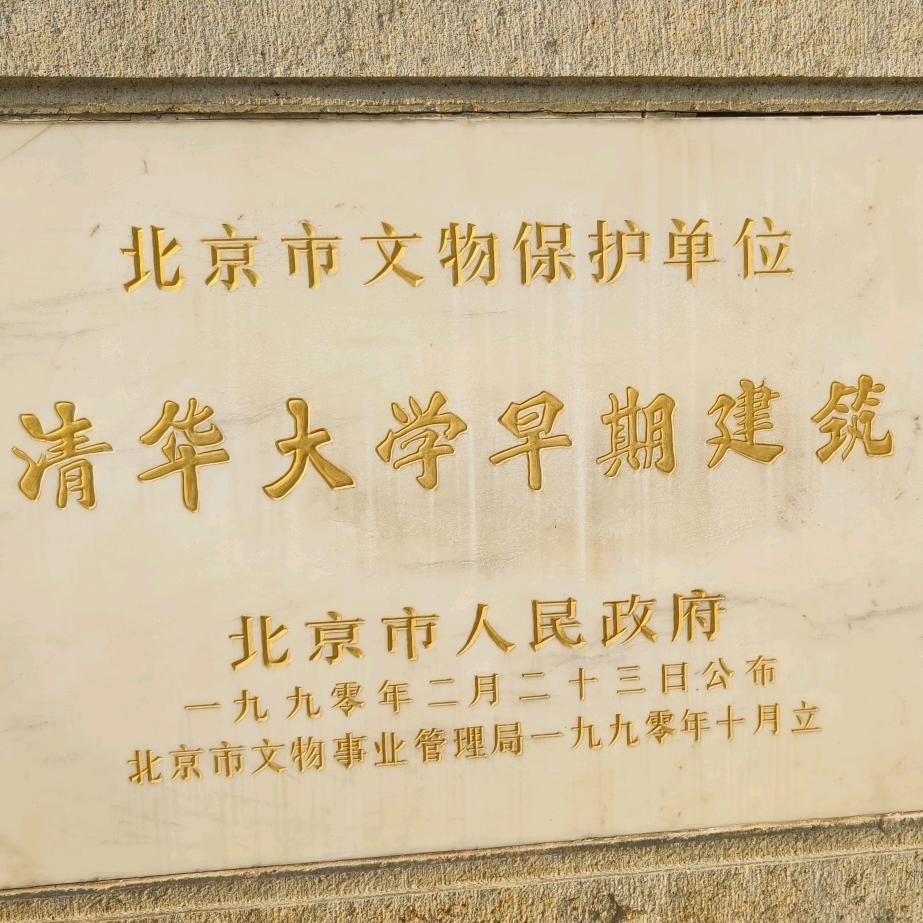 北京市文物保护单位
清华大学早期建筑
北京市人民政府
一九九零年二月二十三日公布
北京市文物事业管理局一九九零年十月立